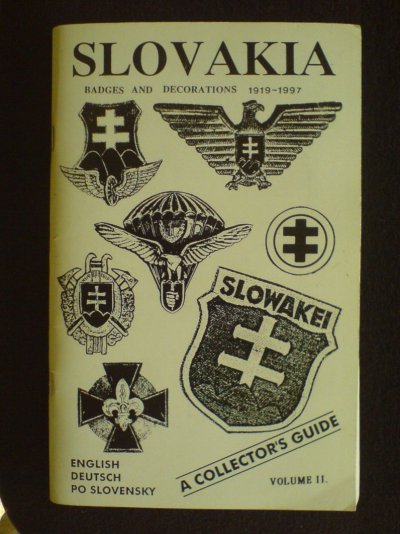 SLOVAKIA
BADGES AND DECORATIONS 1919-1997
SLOWAKEI
A COLLECTOR'S GUIDE
ENGLISH
DEUTSCH
PO SLOVENSKY
VOLUME II.